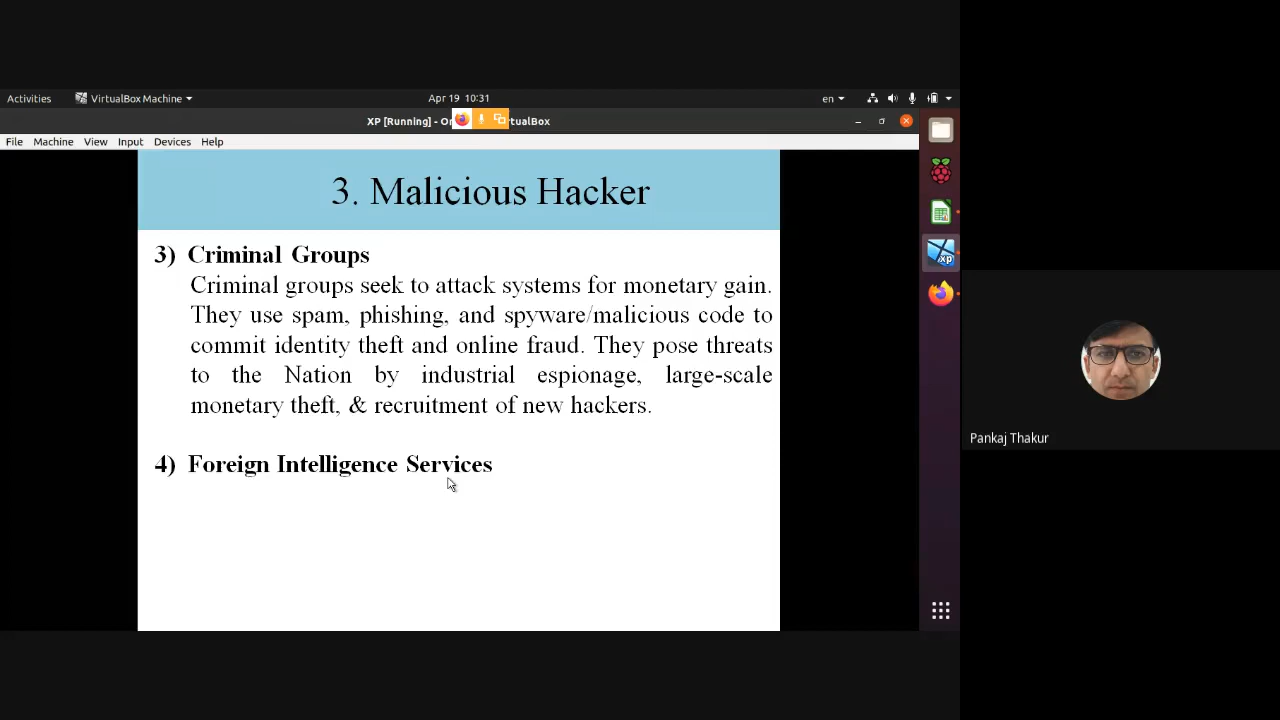 Activities VirtualBox Machine Apr 19 10:31 en
XP [Running] - Or rtualBox
File Machine View Input Devices Help
3. Malicious Hacker
3) Criminal Groups
Criminal groups seek to attack systems for monetary gain.
They use spam, phishing, and spyware/malicious code to
commit identity theft and online fraud. They pose threats
to the Nation by industrial espionage, large-scale
monetary theft, & recruitment of new hackers.
4) Foreign Intelligence Services
xp
Pankaj Thakur